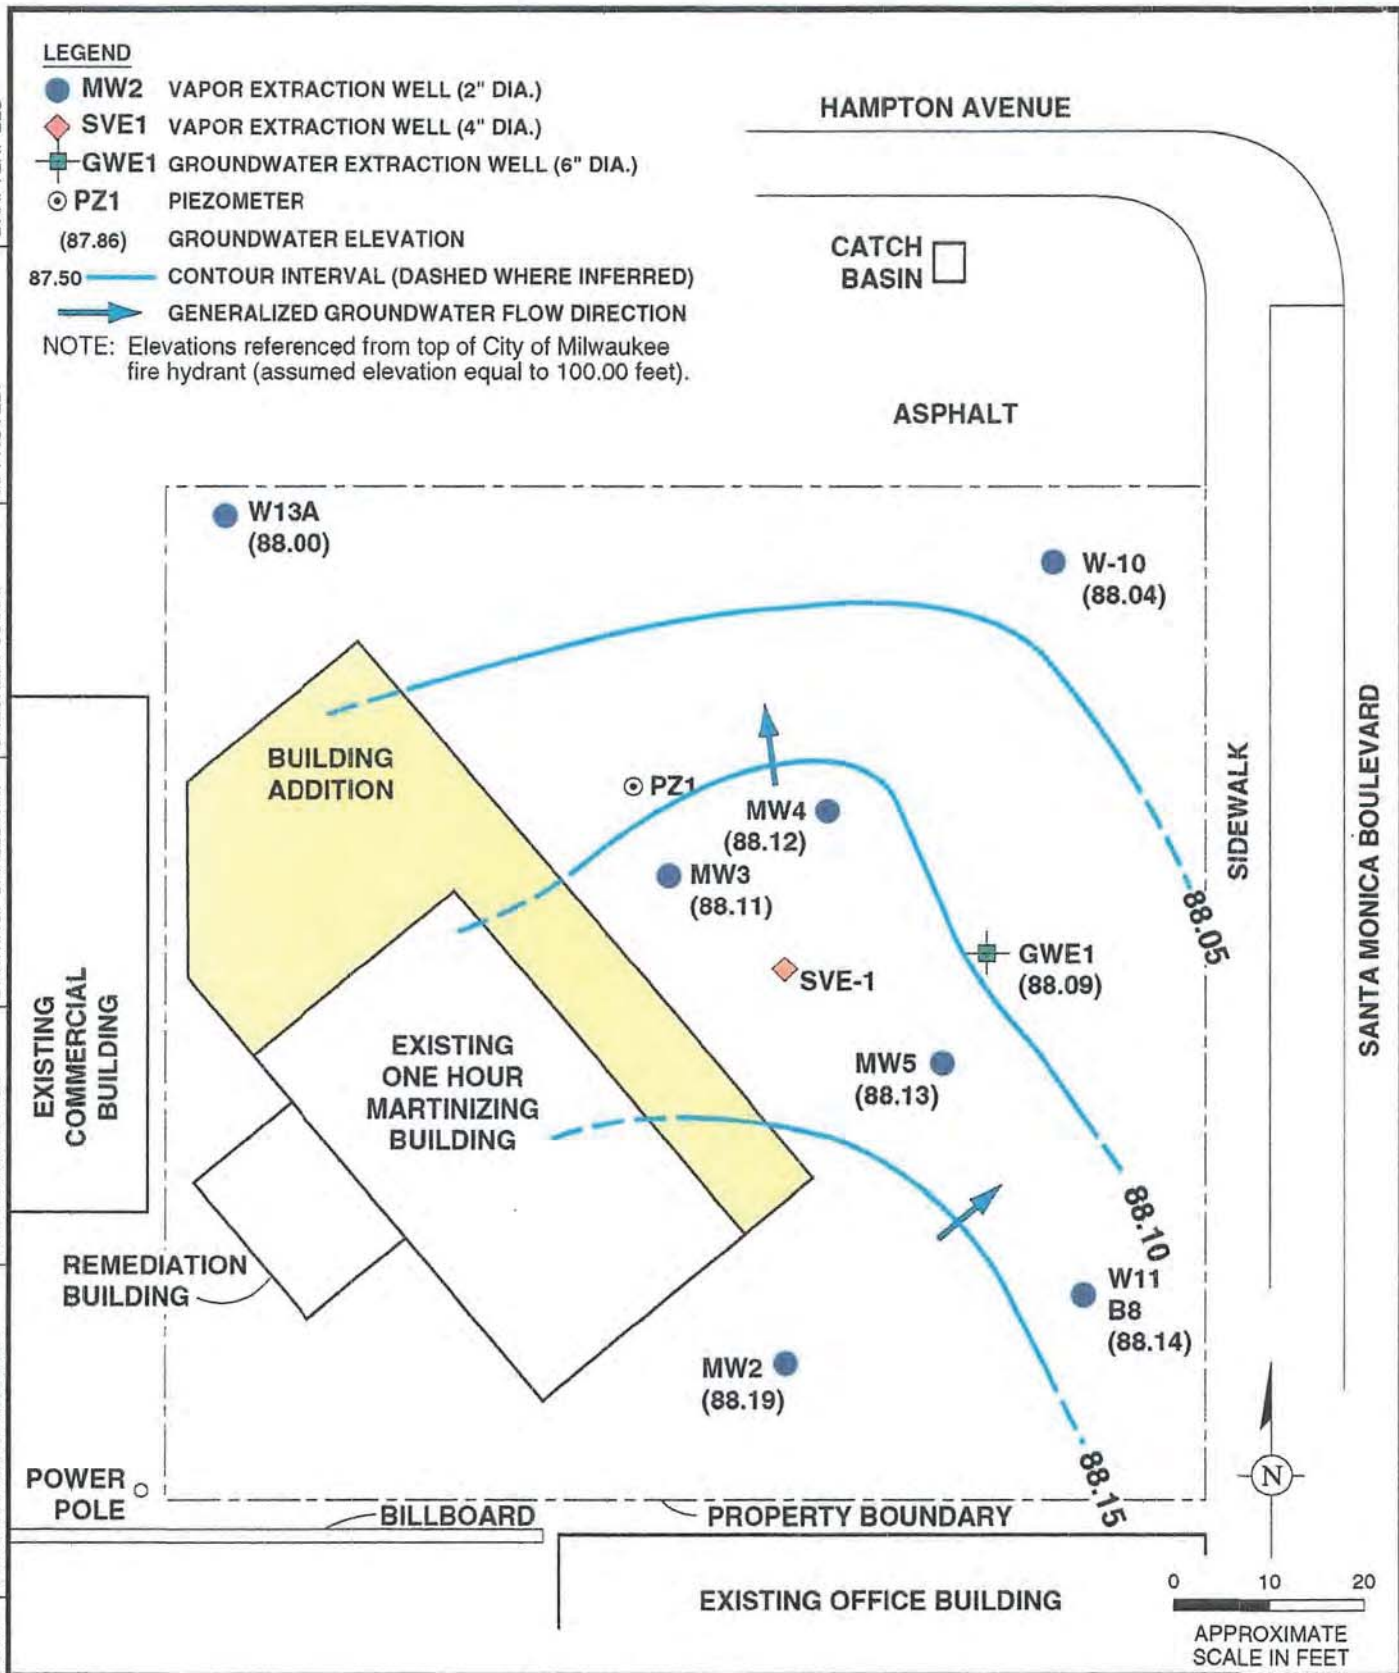 LEGEND
MW2 VAPOR EXTRACTION WELL (2" DIA.)
SVE1 VAPOR EXTRACTION WELL (4" DIA.)
GWE1 GROUNDWATER EXTRACTION WELL (6" DIA.)
PZ1 PIEZOMETER
(87.86) GROUNDWATER ELEVATION
87.50 CONTOUR INTERVAL (DASHED WHERE INFERRED)
GENERALIZED GROUNDWATER FLOW DIRECTION
NOTE: Elevations referenced from top of City of Milwaukee
fire hydrant (assumed elevation equal to 100.00 feet).
HAMPTON AVENUE
CATCH
BASIN
ASPHALT
W13A
(88.00)
W-10
(88.04)
BUILDING
ADDITION
PZ1
MW4
(88.12)
MW3
(88.11)
SIDEWALK
SANTA MONICA BOULEVARD
88.05
GWE1
(88.09)
SVE-1
EXISTING
COMMERCIAL
BUILDING
EXISTING
ONE HOUR
MARTINIZING
BUILDING
MW5
(88.13)
88.10
REMEDIATION
BUILDING
W11
B8
(88.14)
MW2
(88.19)
88.15
POWER
POLE
BILLBOARD
PROPERTY BOUNDARY
N
EXISTING OFFICE BUILDING
0 10 20
APPROXIMATE
SCALE IN FEET